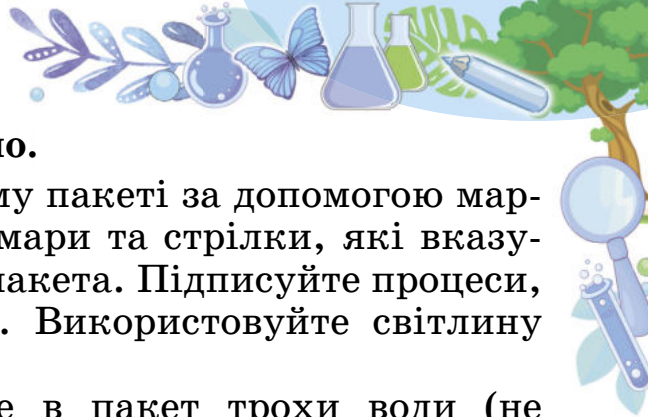 му пакеті за допомогою мар-
мари та стрілки, які вказу-
пакета. Підписуйте процеси,
. Використовуйте світлину
е в пакет трохи води (не